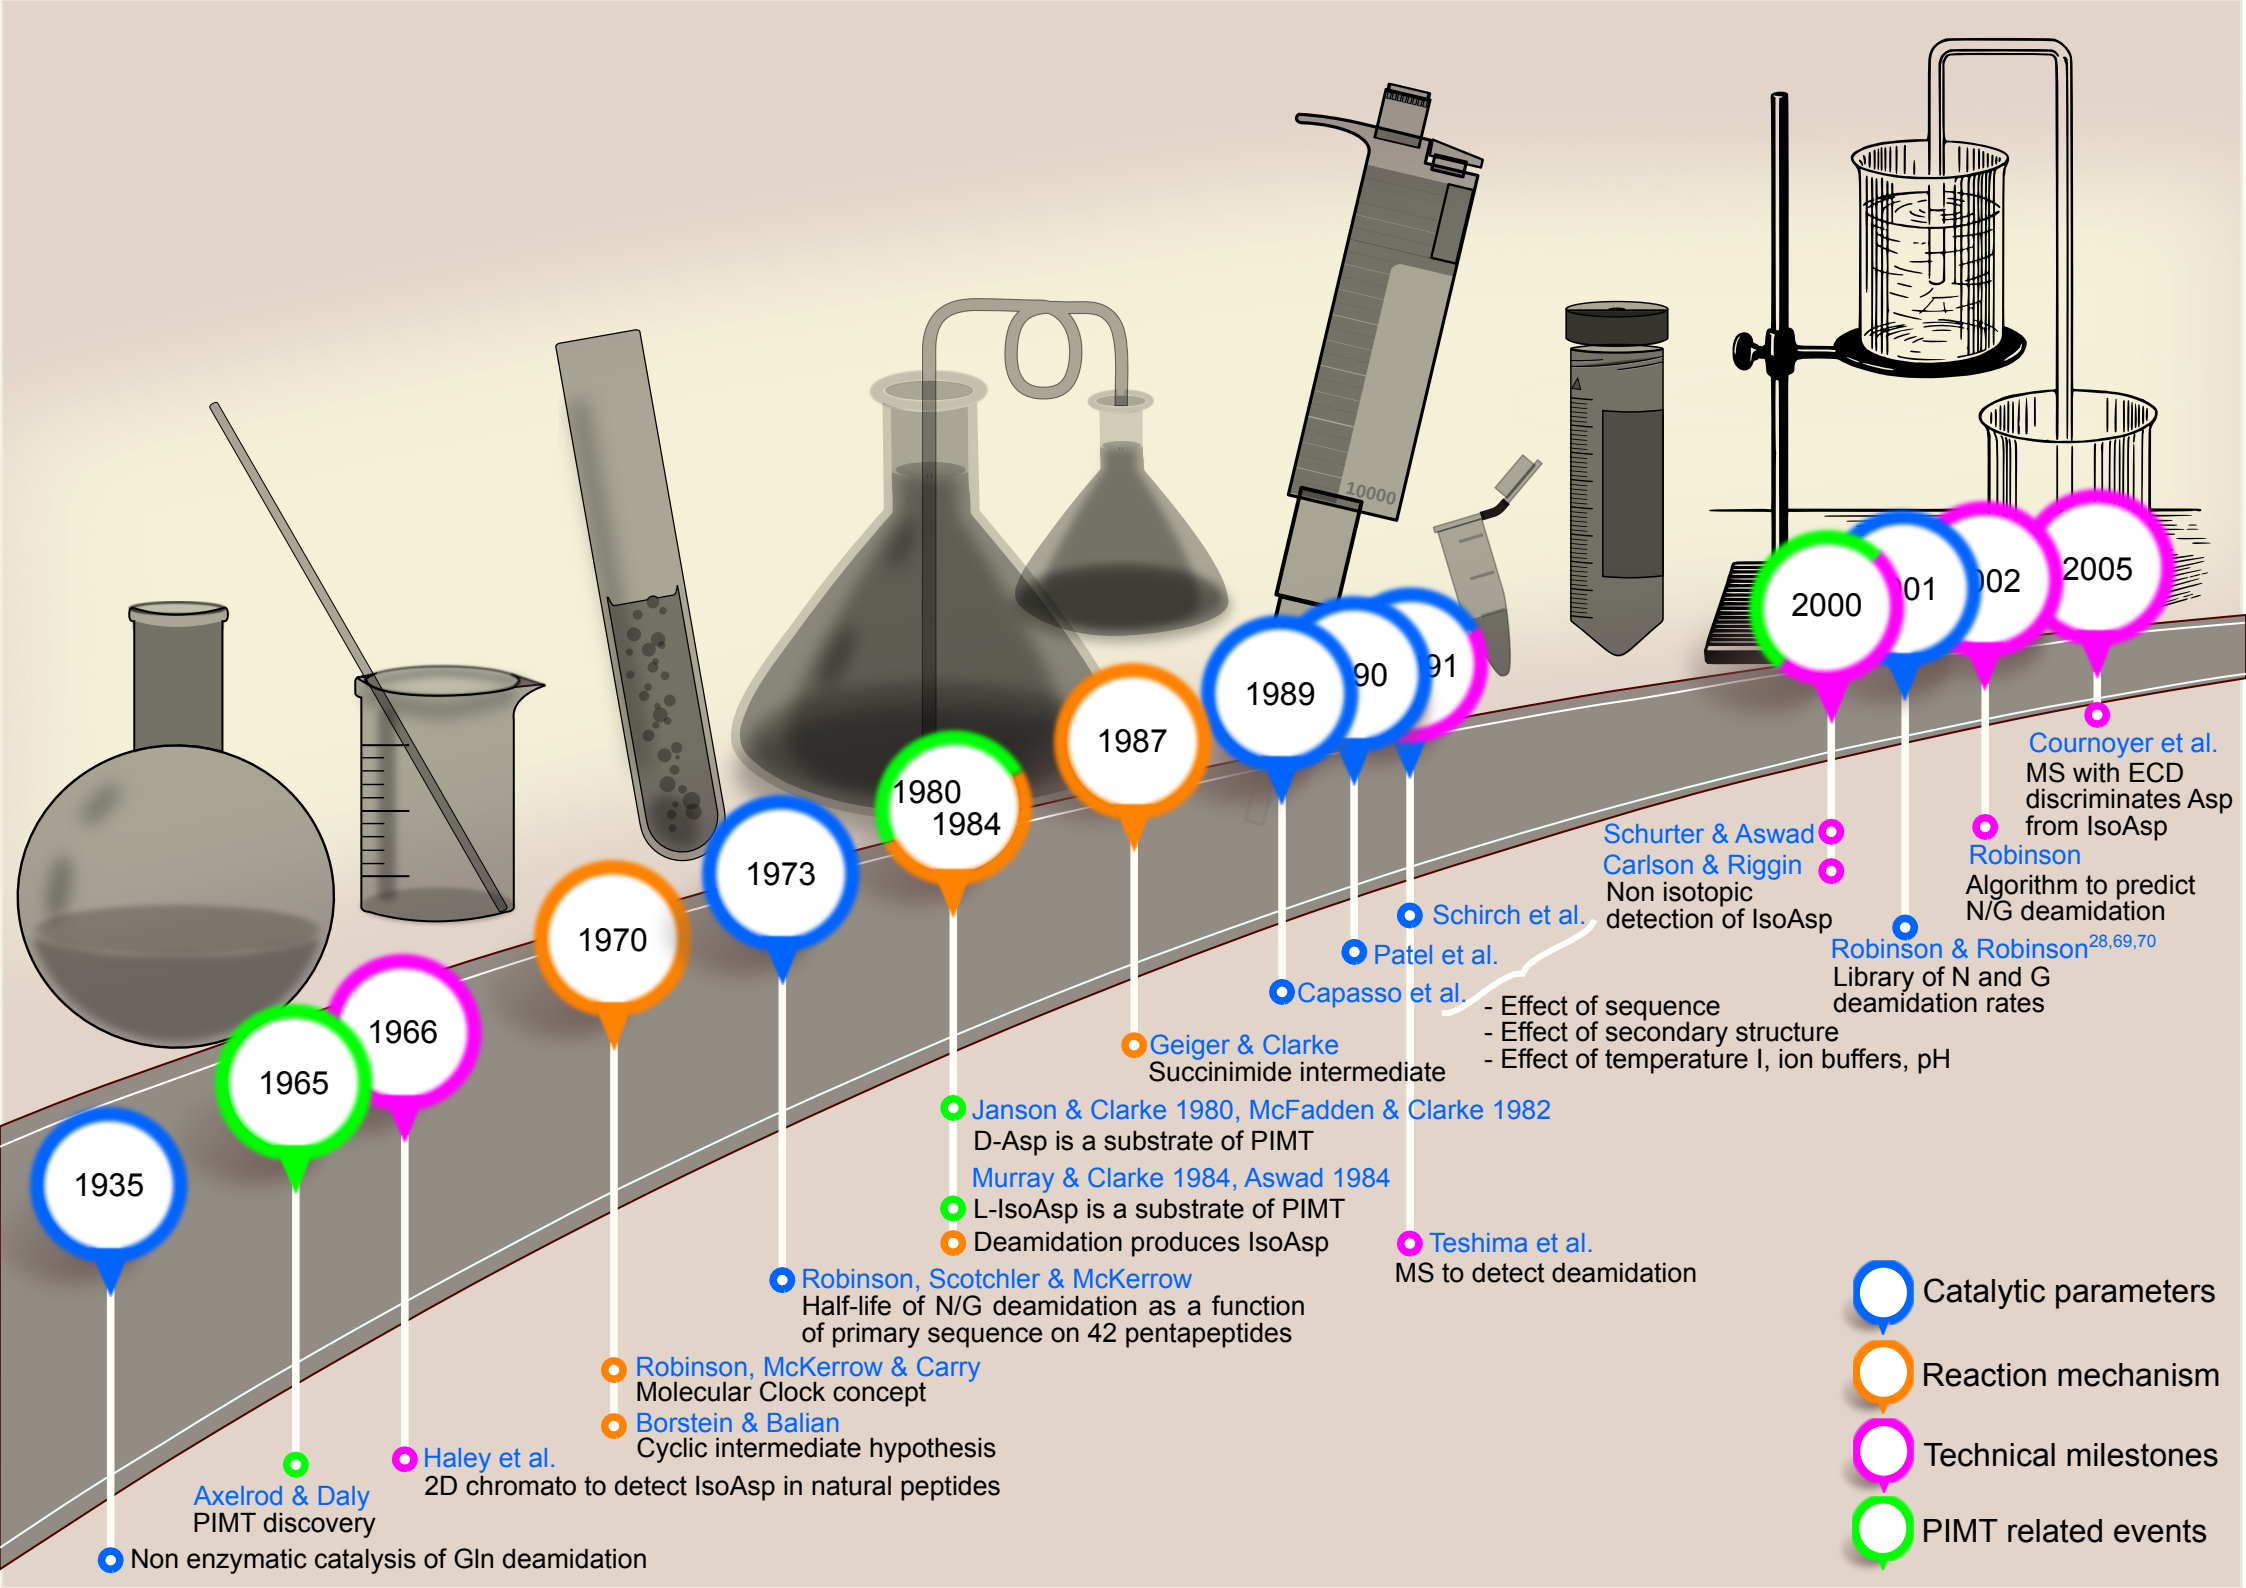 10000
1935
1965
1966
1970
1973
1980
1984
1987
1989
90
91
2000
01
02
2005
Non enzymatic catalysis of Gln deamidation
Axelrod & Daly
PIMT discovery
Haley et al.
2D chromato to detect IsoAsp in natural peptides
Robinson, McKerrow & Carry
Molecular Clock concept
Borstein & Balian
Cyclic intermediate hypothesis
Robinson, Scotchler & McKerrow
Half-life of N/G deamidation as a function
of primary sequence on 42 pentapeptides
Janson & Clarke 1980, McFadden & Clarke 1982
D-Asp is a substrate of PIMT
Murray & Clarke 1984, Aswad 1984
L-IsoAsp is a substrate of PIMT
Deamidation produces IsoAsp
Geiger & Clarke
Succinimide intermediate
Capasso et al.
Patel et al.
Schirch et al.
- Effect of sequence
- Effect of secondary structure
- Effect of temperature I, ion buffers, pH
Teshima et al.
MS to detect deamidation
Schurter & Aswad
Carlson & Riggin
Non isotopic
detection of IsoAsp
Robinson & Robinson28,69,70
Library of N and G
deamidation rates
Robinson
Algorithm to predict
N/G deamidation
Cournoyer et al.
MS with ECD
discriminates Asp
from IsoAsp
Catalytic parameters
Reaction mechanism
Technical milestones
PIMT related events